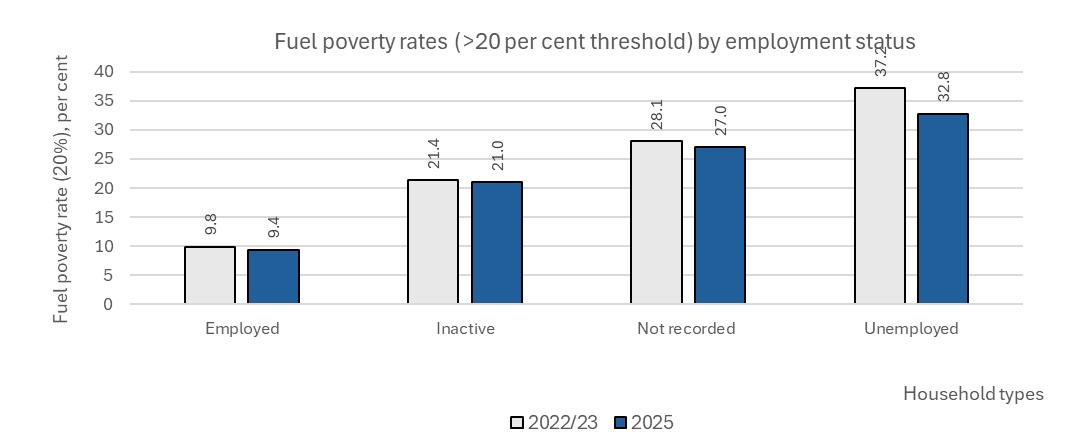 Fuel poverty rates (>20 per cent threshold) by employment status
Fuel poverty rate (20%), per cent
40
35
30
25
20
15
10
5
0
9.8
9.4
21.4
21.0
28.1
27.0
37.2
32.8
Employed
Inactive
Not recorded
Unemployed
Household types
2022/23
2025